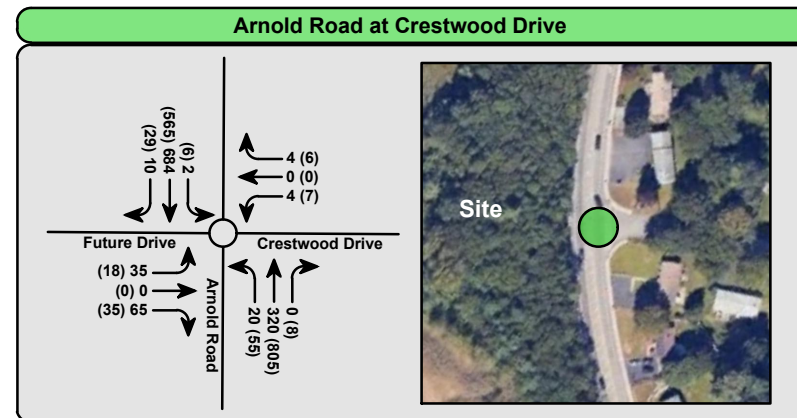 Arnold Road at Crestwood Drive
(29) 10
(565) 684
(6) 2
4 (6)
0 (0)
4 (7)
Future Drive
Crestwood Drive
(18) 35
(0) 0
(35) 65
Arnold Road
20 (55)
320 (805)
0 (8)
Site